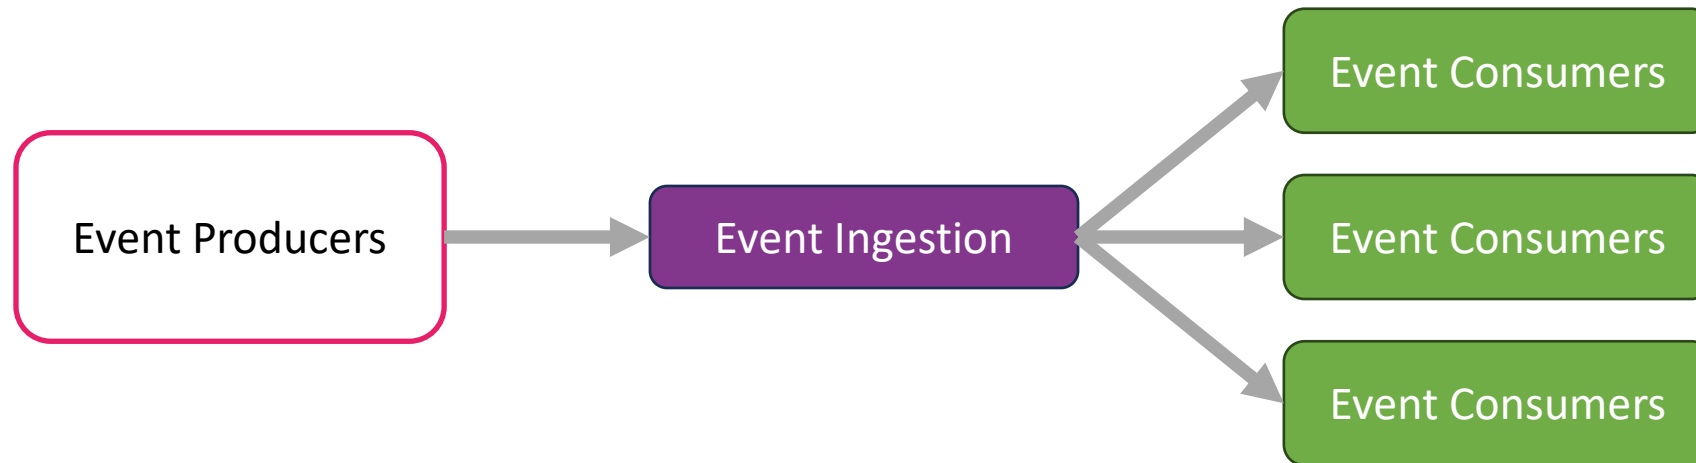 Event Producers
Event Ingestion
Event Consumers
Event Consumers
Event Consumers